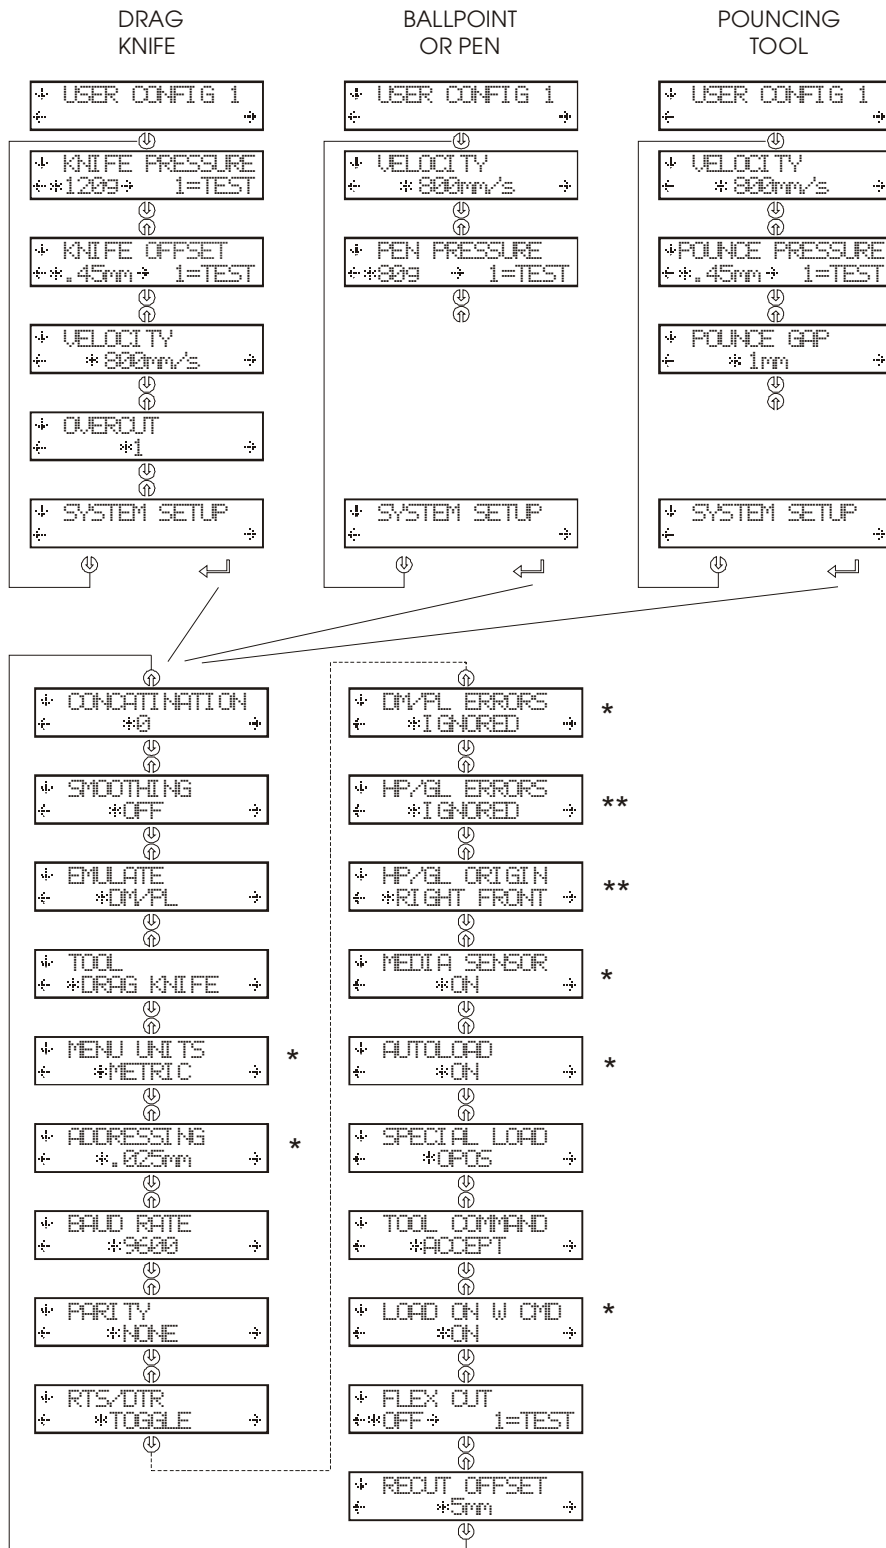 DRAG
KNIFE
BALLPOINT
OR PEN
POUNCING
TOOL
USER CONFIG 1
KNIFE PRESSURE
*120g 1=TEST
KNIFE OFFSET
*.45mm 1=TEST
VELOCITY
*800mm/s
OVERCUT
*1
SYSTEM SETUP
USER CONFIG 1
VELOCITY
*800mm/s
PEN PRESSURE
*80g 1=TEST
SYSTEM SETUP
USER CONFIG 1
VELOCITY
*800mm/s
POUNCE PRESSURE
*.45mm 1=TEST
POUNCE GAP
*1mm
SYSTEM SETUP
CONCATINATION
*0
SMOOTHING
*OFF
EMULATE
*DM/PL
TOOL
*DRAG KNIFE
MENU UNITS
*METRIC
*
ADDRESSING
*.025mm
*
BAUD RATE
*9600
PARITY
*NONE
RTS/DTR
*TOGGLE
DM/PL ERRORS
*IGNORED
*
HP/GL ERRORS
*IGNORED
**
HP/GL ORIGIN
*RIGHT FRONT
**
MEDIA SENSOR
*ON
*
AUTOLOAD
*ON
*
SPECIAL LOAD
*OPOS
TOOL COMMAND
*ACCEPT
LOAD ON W CMD
*ON
*
FLEX CUT
*OFF 1=TEST
RECUT OFFSET
*5mm